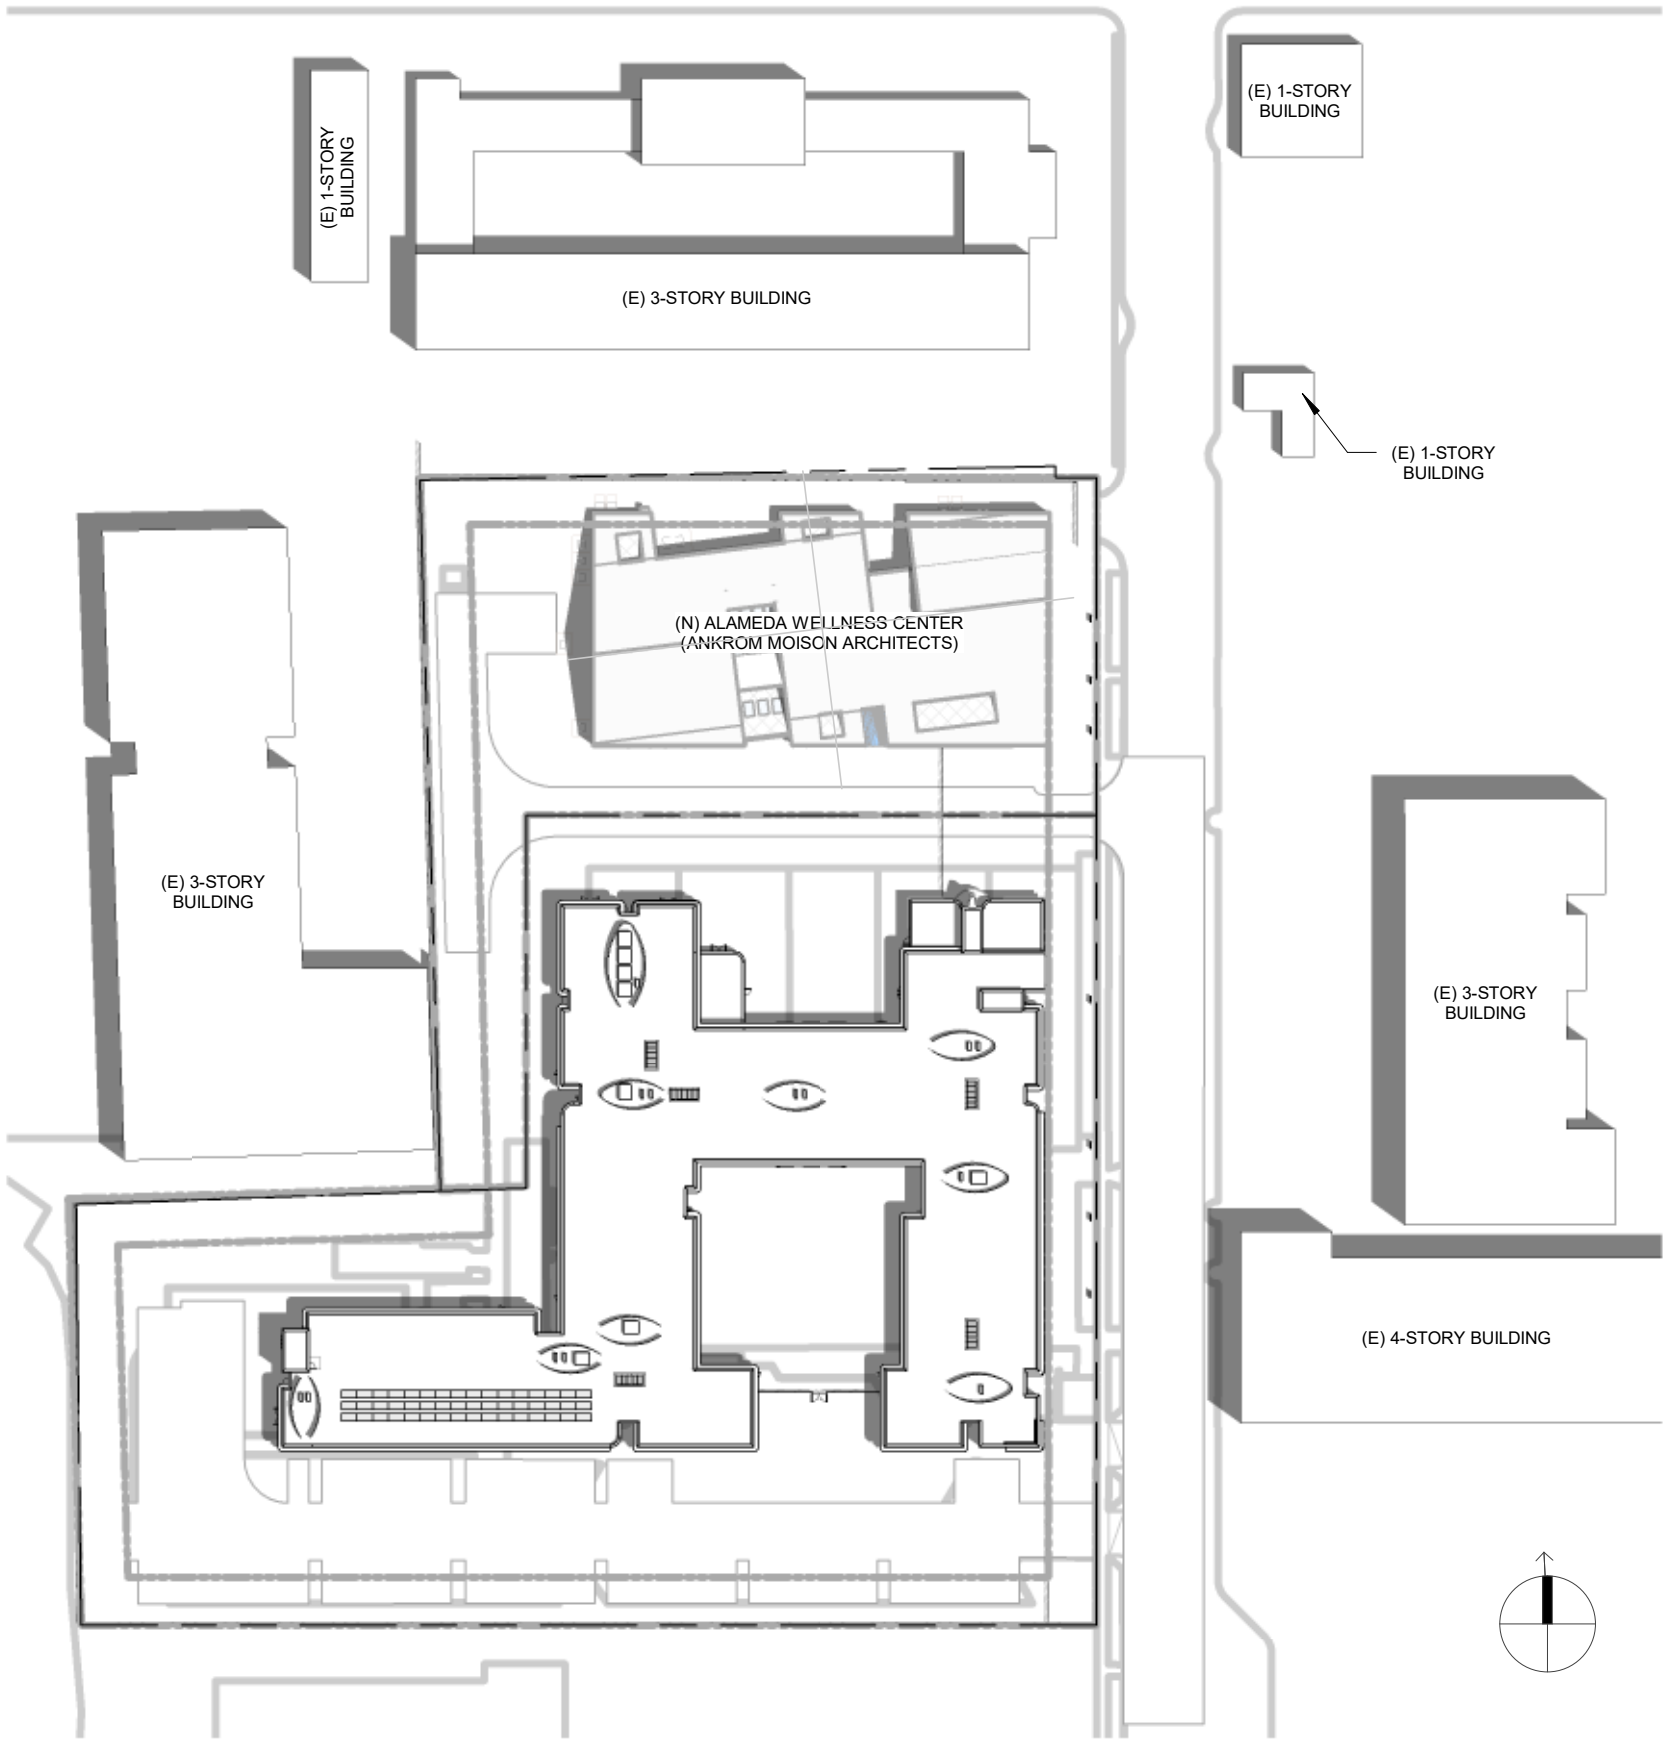 (E) 1-STORY
BUILDING
(E) 1-STORY
BUILDING
(E) 3-STORY BUILDING
(E) 1-STORY
BUILDING
(N) ALAMEDA WELLNESS CENTER
(ANKROM MOISON ARCHITECTS)
(E) 3-STORY
BUILDING
(E) 3-STORY
BUILDING
(E) 4-STORY BUILDING